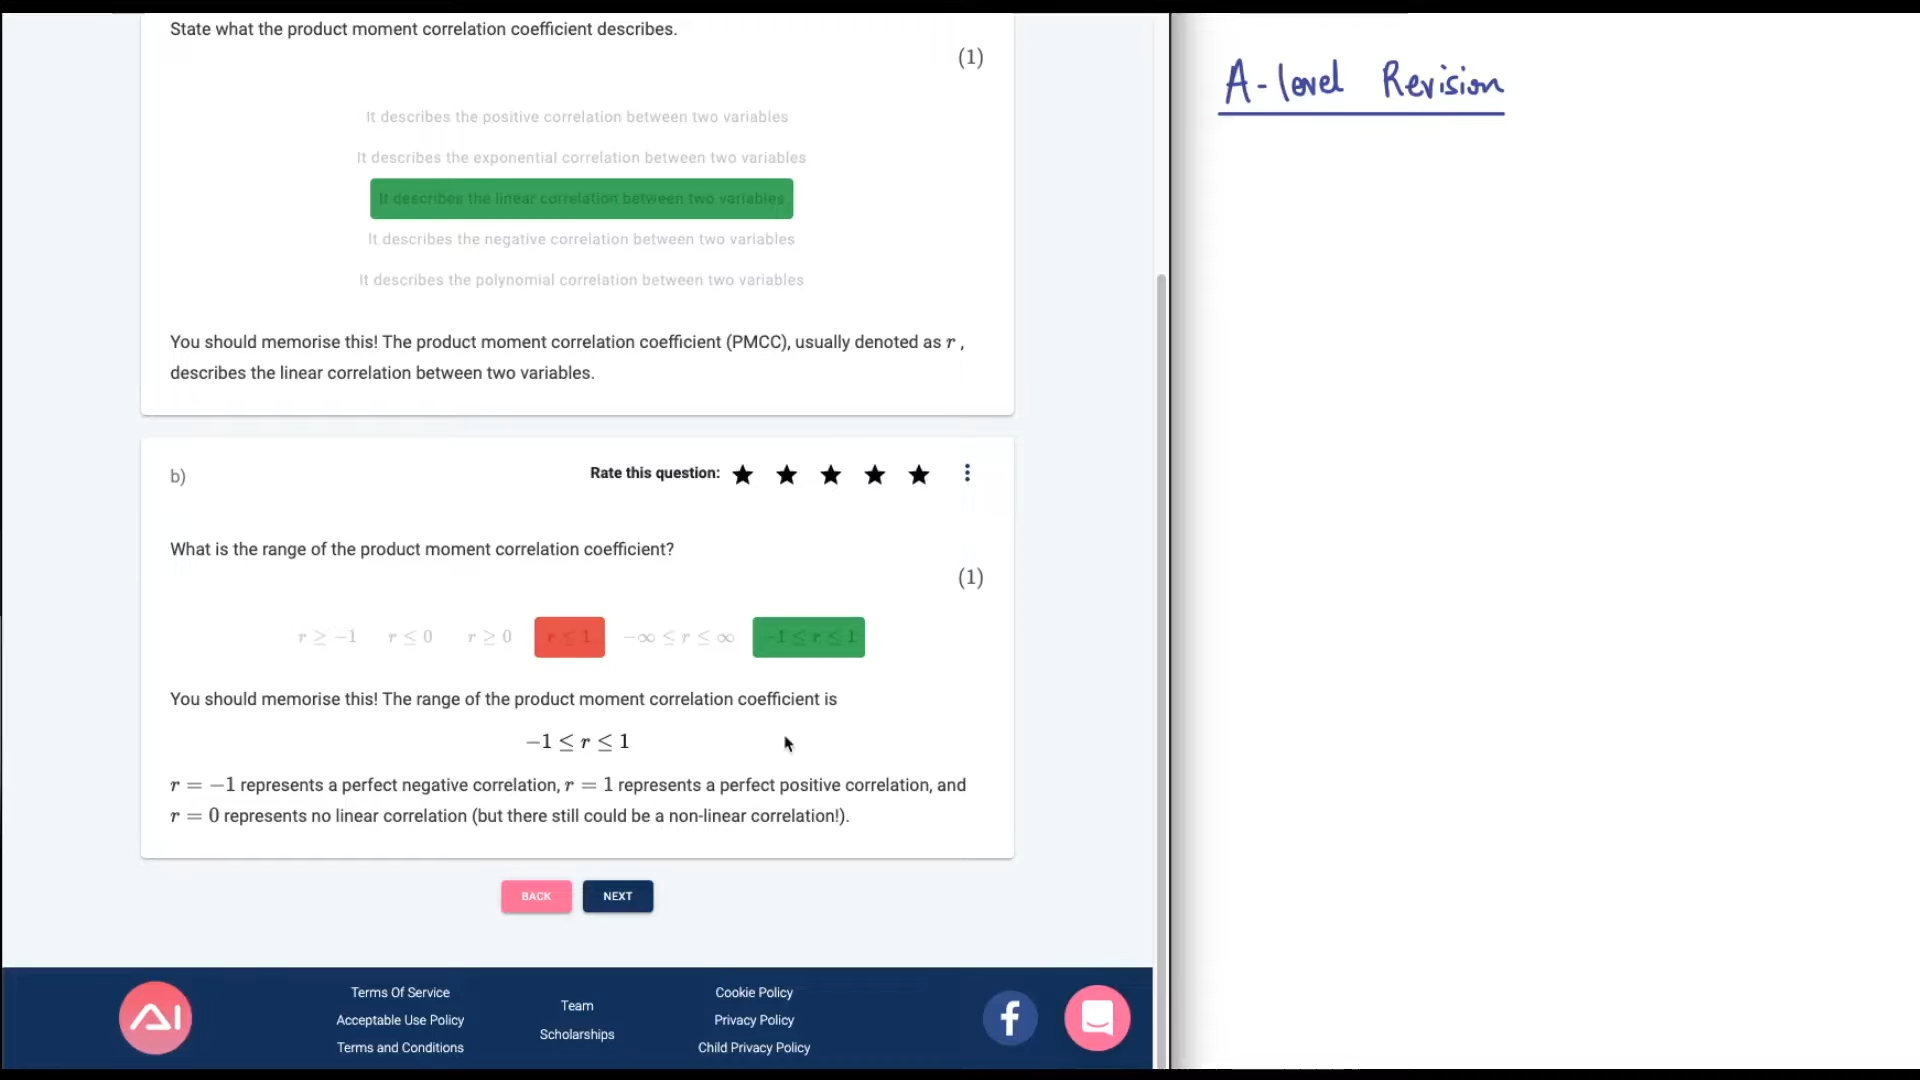 State what the product moment correlation coefficient describes.
(1)
It describes the positive correlation between two variables
It describes the exponential correlation between two variables
It describes the linear correlation between two variables
It describes the negative correlation between two variables
It describes the polynomial correlation between two variables
You should memorise this! The product moment correlation coefficient (PMCC), usually denoted as r ,
describes the linear correlation between two variables.
b)
Rate this question:
What is the range of the product moment correlation coefficient?
(1)
r ≥ −1 r ≤ 0 r ≥ 0 r ≤ 1 −∞ ≤ r ≤ ∞ −1 ≤ r ≤ 1
You should memorise this! The range of the product moment correlation coefficient is
−1 ≤ r ≤ 1
r = −1 represents a perfect negative correlation, r = 1 represents a perfect positive correlation, and
r = 0 represents no linear correlation (but there still could be a non-linear correlation!).
BACK NEXT
AI
Terms Of Service
Acceptable Use Policy
Terms and Conditions
Team
Scholarships
Cookie Policy
Privacy Policy
Child Privacy Policy
f
A-level Revision